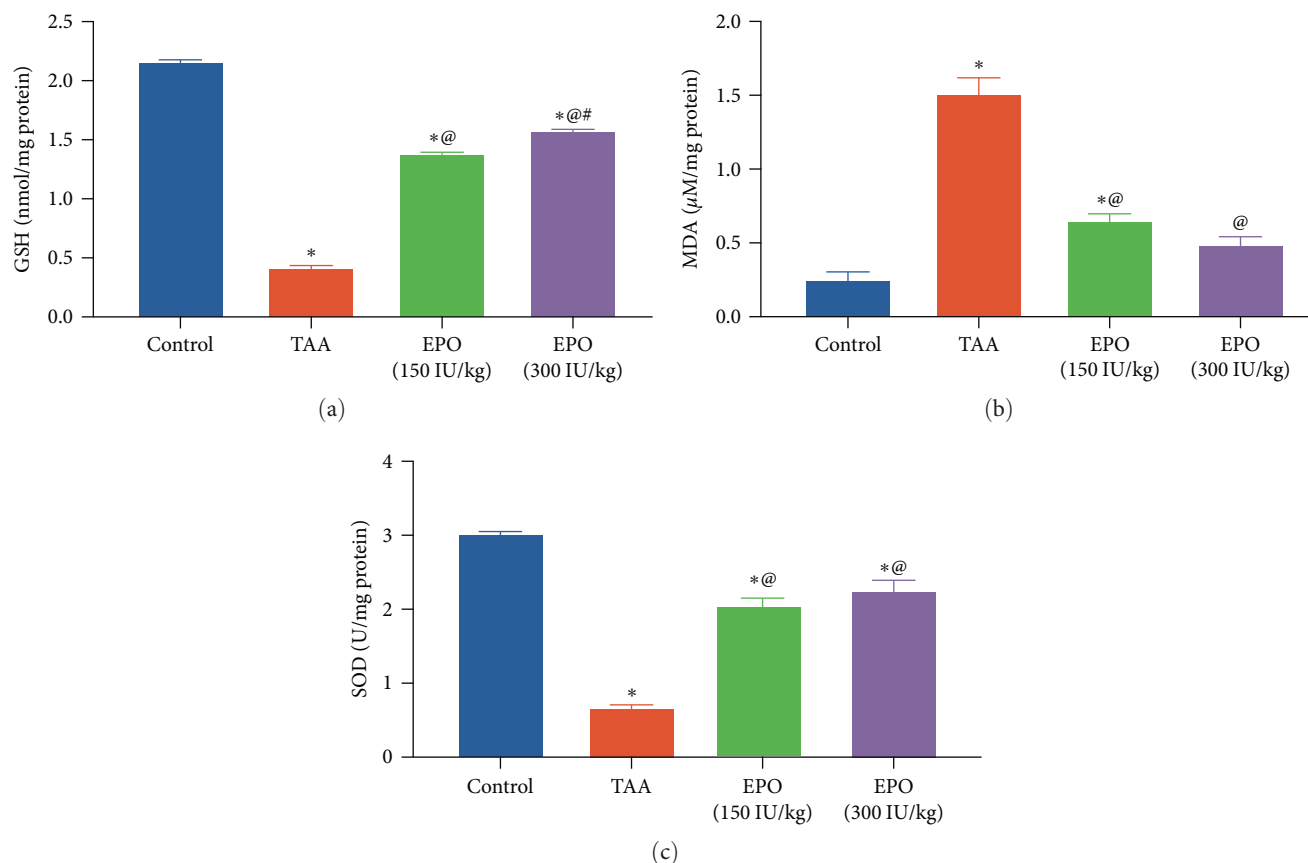 GSH (nmol/mg protein)
2.5
2.0
1.5
1.0
0.5
0.0
*
*@
*@#
Control
TAA
EPO
(150 IU/kg)
EPO
(300 IU/kg)
(a)
MDA (µM/mg protein)
2.0
1.5
1.0
0.5
0.0
*
*@
@
Control
TAA
EPO
(150 IU/kg)
EPO
(300 IU/kg)
(b)
SOD (U/mg protein)
4
3
2
1
0
*
*@
*@
Control
TAA
EPO
(150 IU/kg)
EPO
(300 IU/kg)
(c)